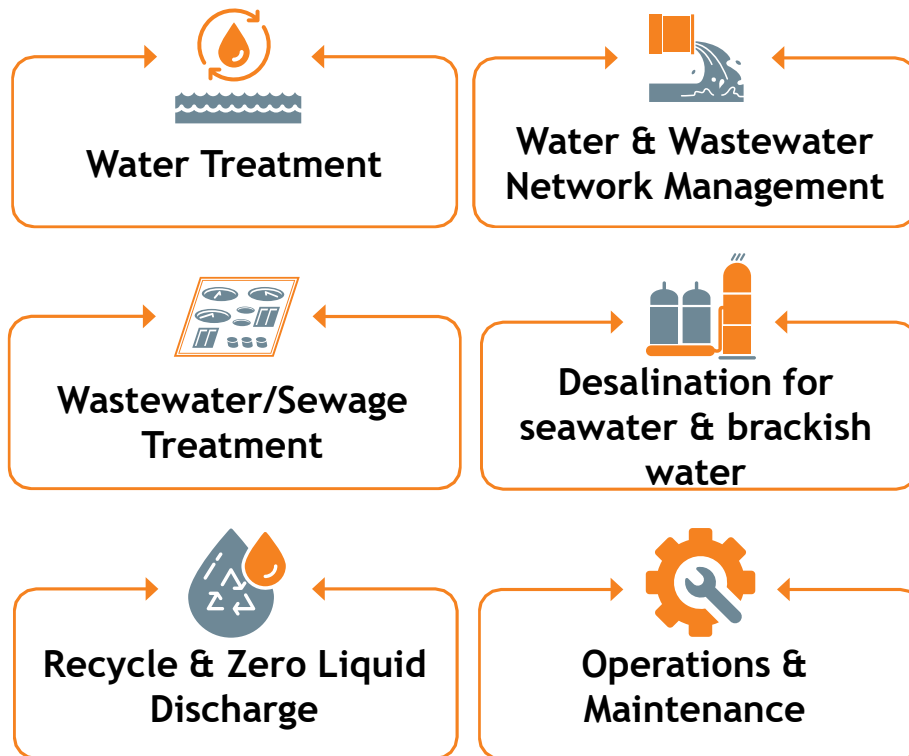 Water Treatment
Water & Wastewater
Network Management
Wastewater/Sewage
Treatment
Desalination for
seawater & brackish
water
Recycle & Zero Liquid
Discharge
Operations &
Maintenance